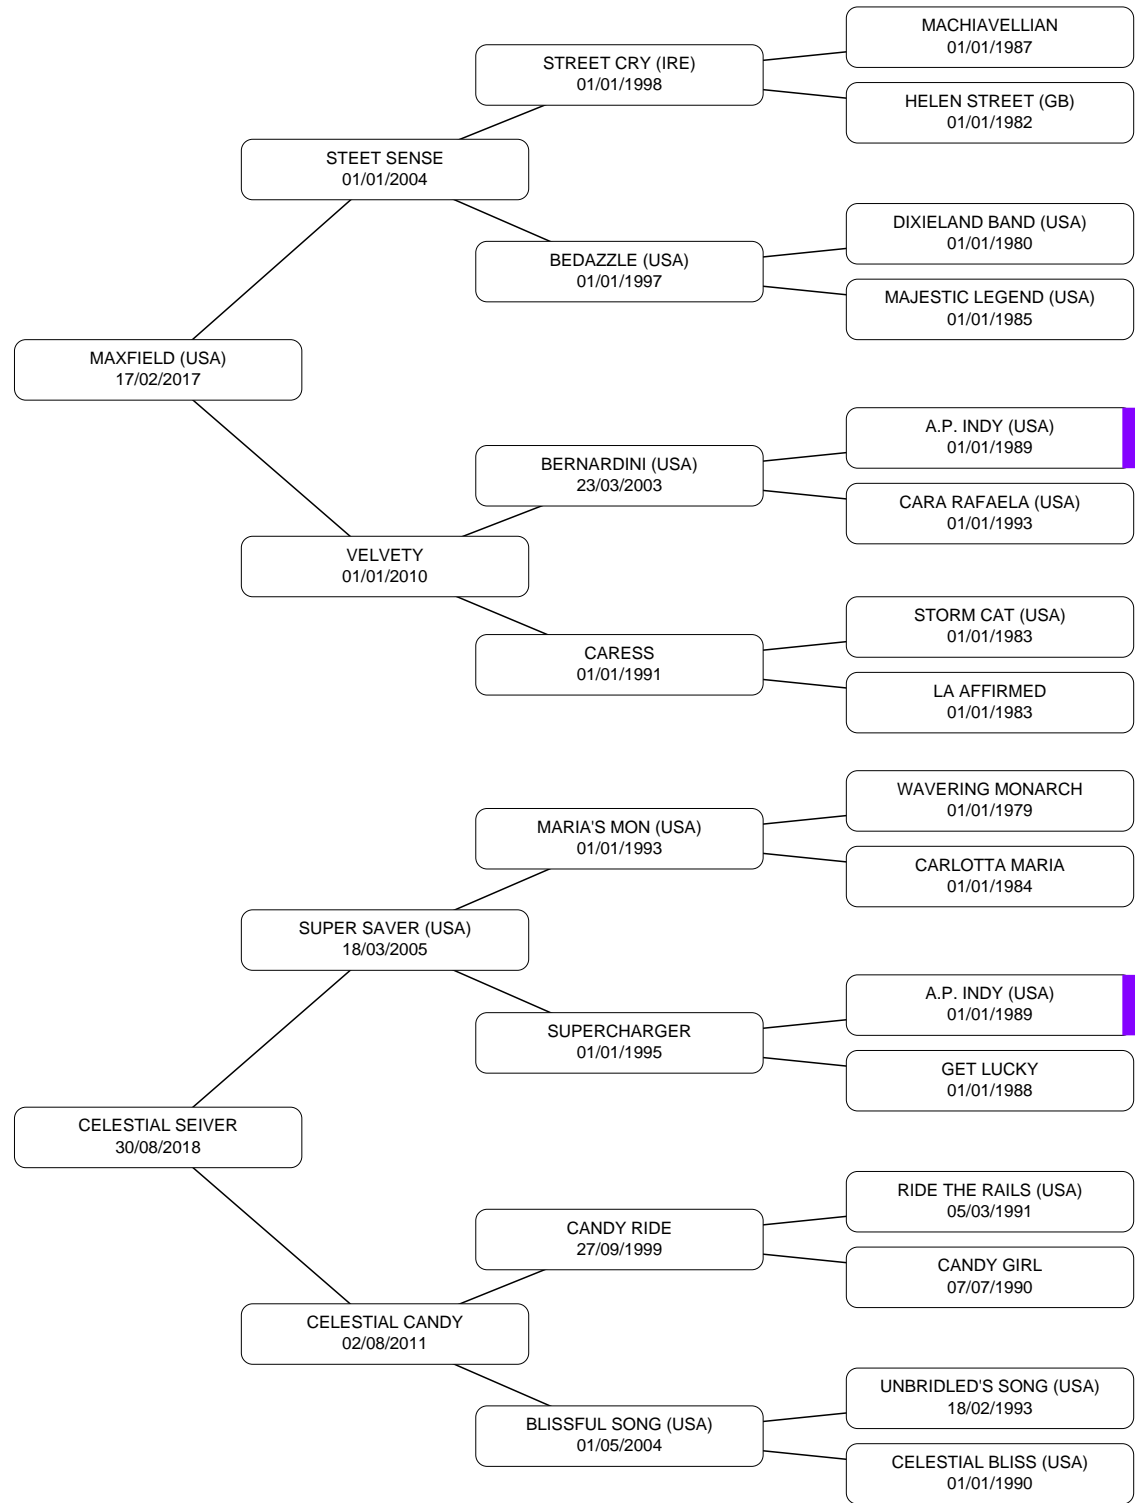 MACHIAVELLIAN
01/01/1987
STREET CRY (IRE)
01/01/1998
HELEN STREET (GB)
01/01/1982
STEET SENSE
01/01/2004
DIXIELAND BAND (USA)
01/01/1980
BEDAZZLE (USA)
01/01/1997
MAJESTIC LEGEND (USA)
01/01/1985
MAXFIELD (USA)
17/02/2017
A.P. INDY (USA)
01/01/1989
BERNARDINI (USA)
23/03/2003
CARA RAFAELA (USA)
01/01/1993
VELVETY
01/01/2010
STORM CAT (USA)
01/01/1983
CARESS
01/01/1991
LA AFFIRMED
01/01/1983
WAVERING MONARCH
01/01/1979
MARIA'S MON (USA)
01/01/1993
CARLOTTA MARIA
01/01/1984
SUPER SAVER (USA)
18/03/2005
A.P. INDY (USA)
01/01/1989
SUPERCHARGER
01/01/1995
GET LUCKY
01/01/1988
CELESTIAL SEIVER
30/08/2018
RIDE THE RAILS (USA)
05/03/1991
CANDY RIDE
27/09/1999
CANDY GIRL
07/07/1990
CELESTIAL CANDY
02/08/2011
UNBRIDLED'S SONG (USA)
18/02/1993
BLISSFUL SONG (USA)
01/05/2004
CELESTIAL BLISS (USA)
01/01/1990